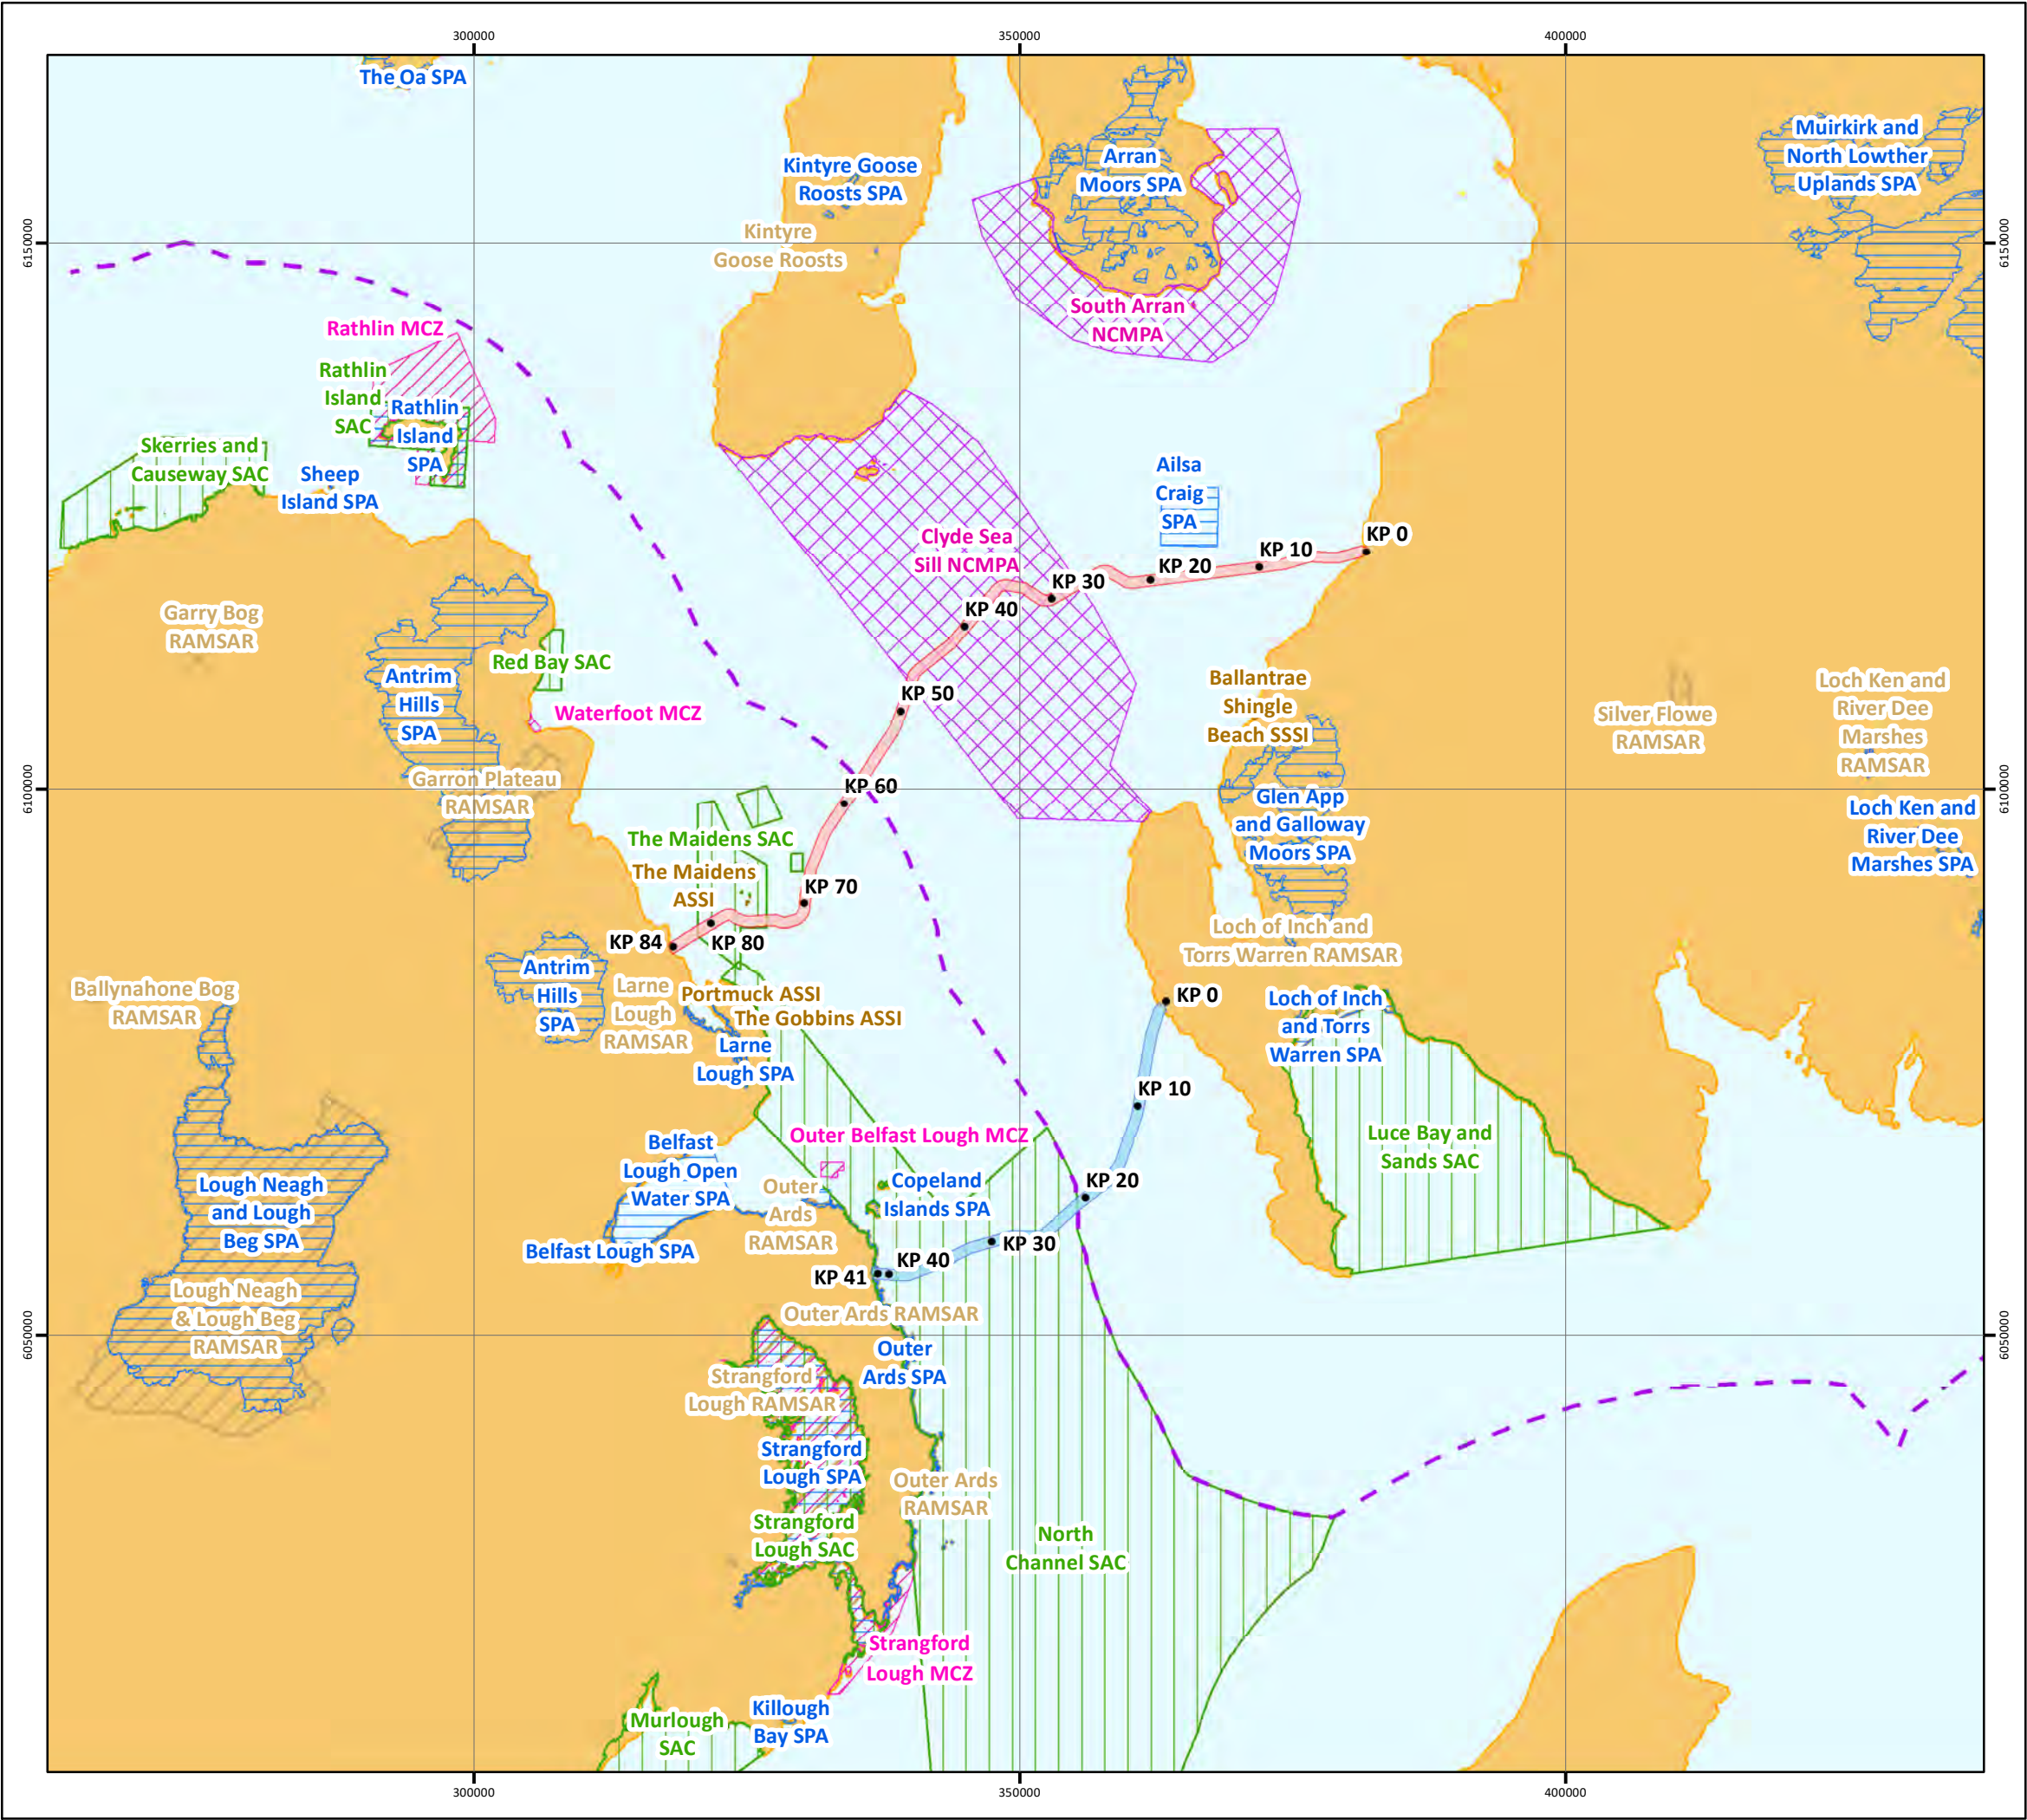 300000
350000
400000
The Oa SPA
Muirkirk and
North Lowther
Uplands SPA
Kintyre Goose
Roosts SPA
Arran
Moors SPA
Kintyre
Goose Roosts
6150000
6150000
South Arran
NCMPA
Rathlin MCZ
Rathlin
Island
SAC
Rathlin
Island
SPA
Skerries and
Causeway SAC
Sheep
Island SPA
Ailsa
Craig
SPA
Clyde Sea
Sill NCMPA
KP 0
KP 10
KP 20
KP 30
KP 40
KP 50
KP 60
KP 70
KP 80
KP 84
Garry Bog
RAMSAR
Red Bay SAC
Antrim
Hills
SPA
Waterfoot MCZ
Ballantrae
Shingle
Beach SSSI
Silver Flowe
RAMSAR
Loch Ken and
River Dee
Marshes
RAMSAR
Garron Plateau
RAMSAR
6100000
6100000
Glen App
and Galloway
Moors SPA
Loch Ken and
River Dee
Marshes SPA
The Maidens SAC
The Maidens
ASSI
Loch of Inch and
Torrs Warren RAMSAR
Antrim
Hills
SPA
Larne
Lough
RAMSAR
Portmuck ASSI
The Gobbins ASSI
Ballynahone Bog
RAMSAR
Loch of Inch
and Torrs
Warren SPA
Larne
Lough SPA
KP 0
KP 10
KP 20
KP 30
KP 40
KP 41
Outer Belfast Lough MCZ
Luce Bay and
Sands SAC
Belfast
Lough Open
Water SPA
Outer
Ards
RAMSAR
Copeland
Islands SPA
Lough Neagh
and Lough
Beg SPA
Belfast Lough SPA
Lough Neagh
& Lough Beg
RAMSAR
Outer Ards RAMSAR
6050000
6050000
Outer
Ards SPA
Strangford
Lough RAMSAR
Strangford
Lough SPA
Outer Ards
RAMSAR
Strangford
Lough SAC
North
Channel SAC
Strangford
Lough MCZ
Killough
Bay SPA
Murlough
SAC
300000
350000
400000